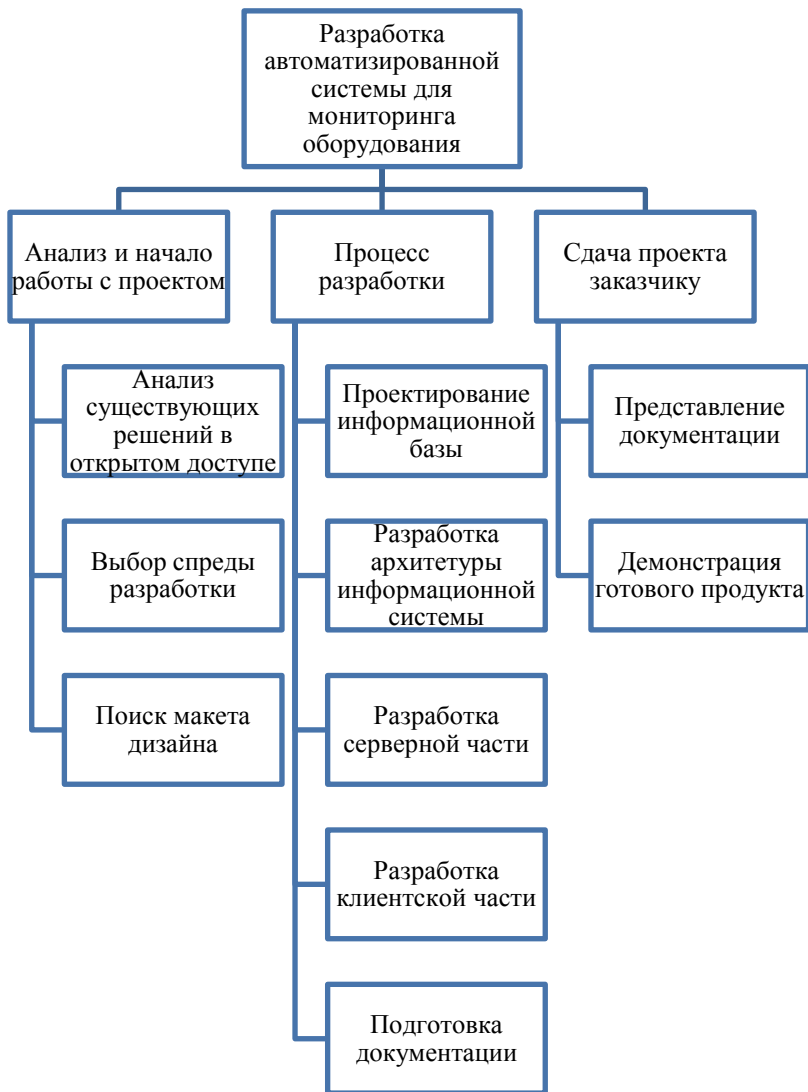 Разработка
автоматизированной
системы для
мониторинга
оборудования
Анализ и начало
работы с проектом
Процесс
разработки
Сдача проекта
заказчику
Анализ
существующих
решений в
открытом доступе
Выбор спреды
разработки
Поиск макета
дизайна
Проектирование
информационной
базы
Разработка
архитетуры
информационной
системы
Разработка
серверной части
Разработка
клиентской части
Подготовка
документации
Представление
документации
Демонстрация
готового продукта